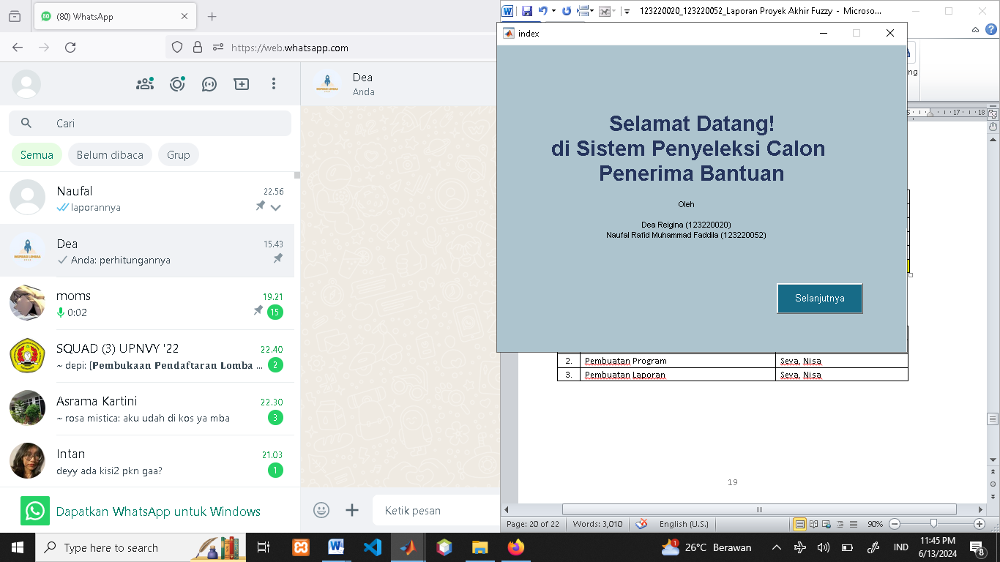 (80) WhatsApp
80
https://web.whatsapp.com
Dea
Anda
Cari
Semua
Belum dibaca
Grup
Naufal
22.56
laporannya
Dea
15.43
Anda: perhitungannya
moms
19.21
0:02
15
SQUAD (3) UPNVY '22
22.40
~ depi: [Pembukaan Pendaftaran Lomba ...
2
Asrama Kartini
22.30
~ rosa mistica: aku udah di kos ya mba
3
Intan
21.03
deyy ada kisi2 pkn gaa?
1
Dapatkan WhatsApp untuk Windows
Ketik pesan
123220020_123220052_Laporan Proyek Akhir Fuzzy - Microso...
index
ng
17 · 18
Selamat Datang!
di Sistem Penyeleksi Calon
Penerima Bantuan
Oleh
Dea Reigina (123220020)
Naufal Rafid Muhammad Faddila (123220052)
Selanjutnya
2. Pembuatan Program Seva, Nisa
3. Pembuatan Laporan Seva, Nisa
19
Page: 20 of 22
Words: 3,010
English (U.S.)
90%
Type here to search
1
26°C Berawan
IND
11:45 PM
6/13/2024
8